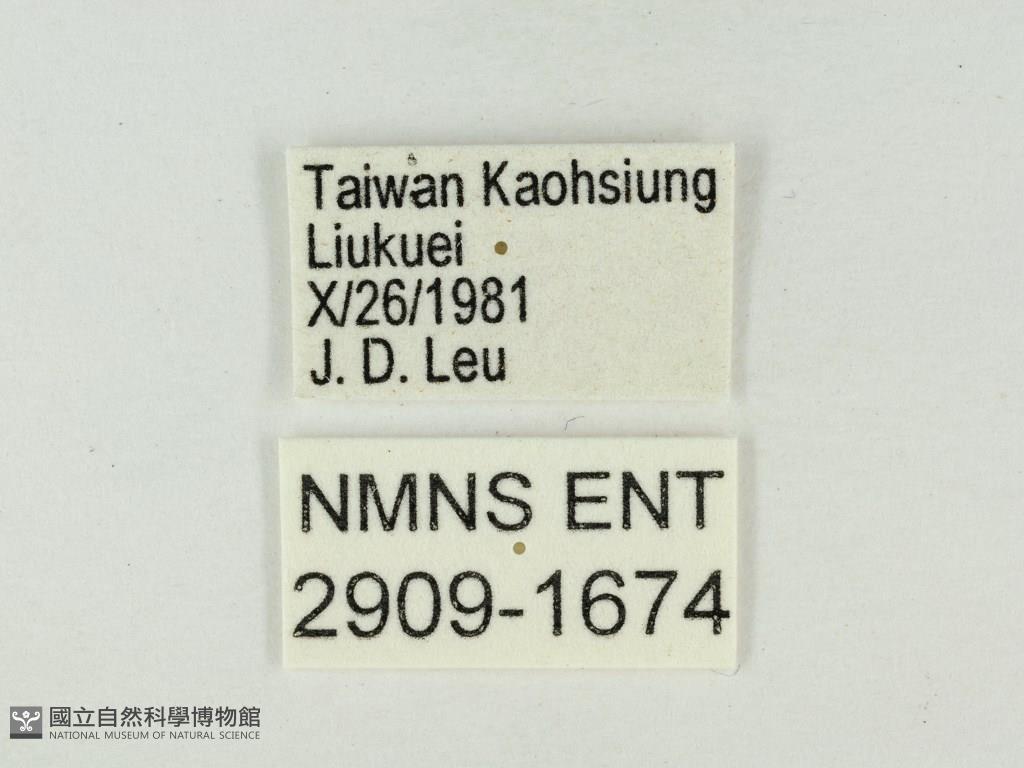 Taiwan Kaohsiung
Liukuei
X/26/1981
J. D. Leu
NMNS ENT
2909-1674
國立自然科學博物館
NATIONAL MUSEUM OF NATURAL SCIENCE